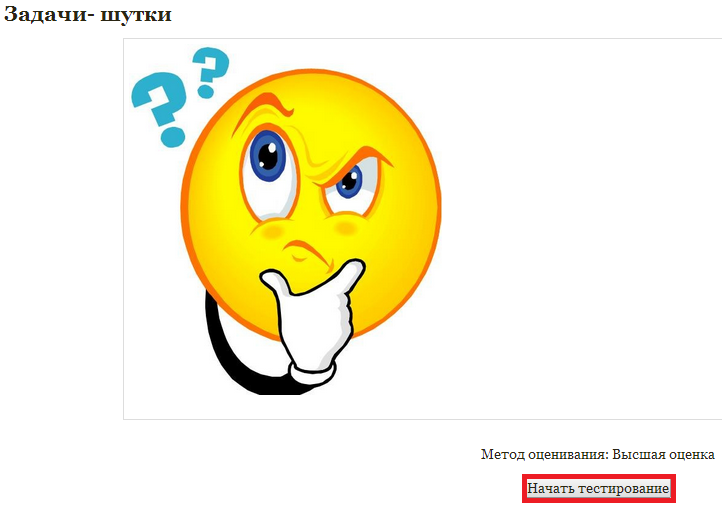 Задачи- шутки
? ?
Метод оценивания: Высшая оценка
Начать тестирование